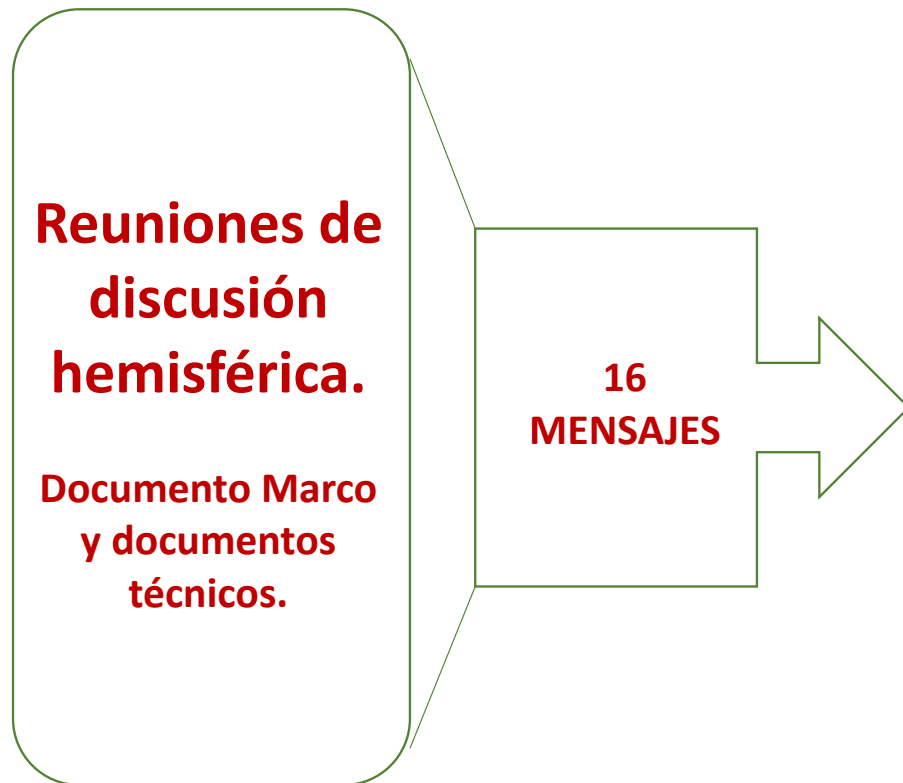 Reuniones de
discusión
hemisférica.
Documento Marco
y documentos
técnicos.
16
MENSAJES